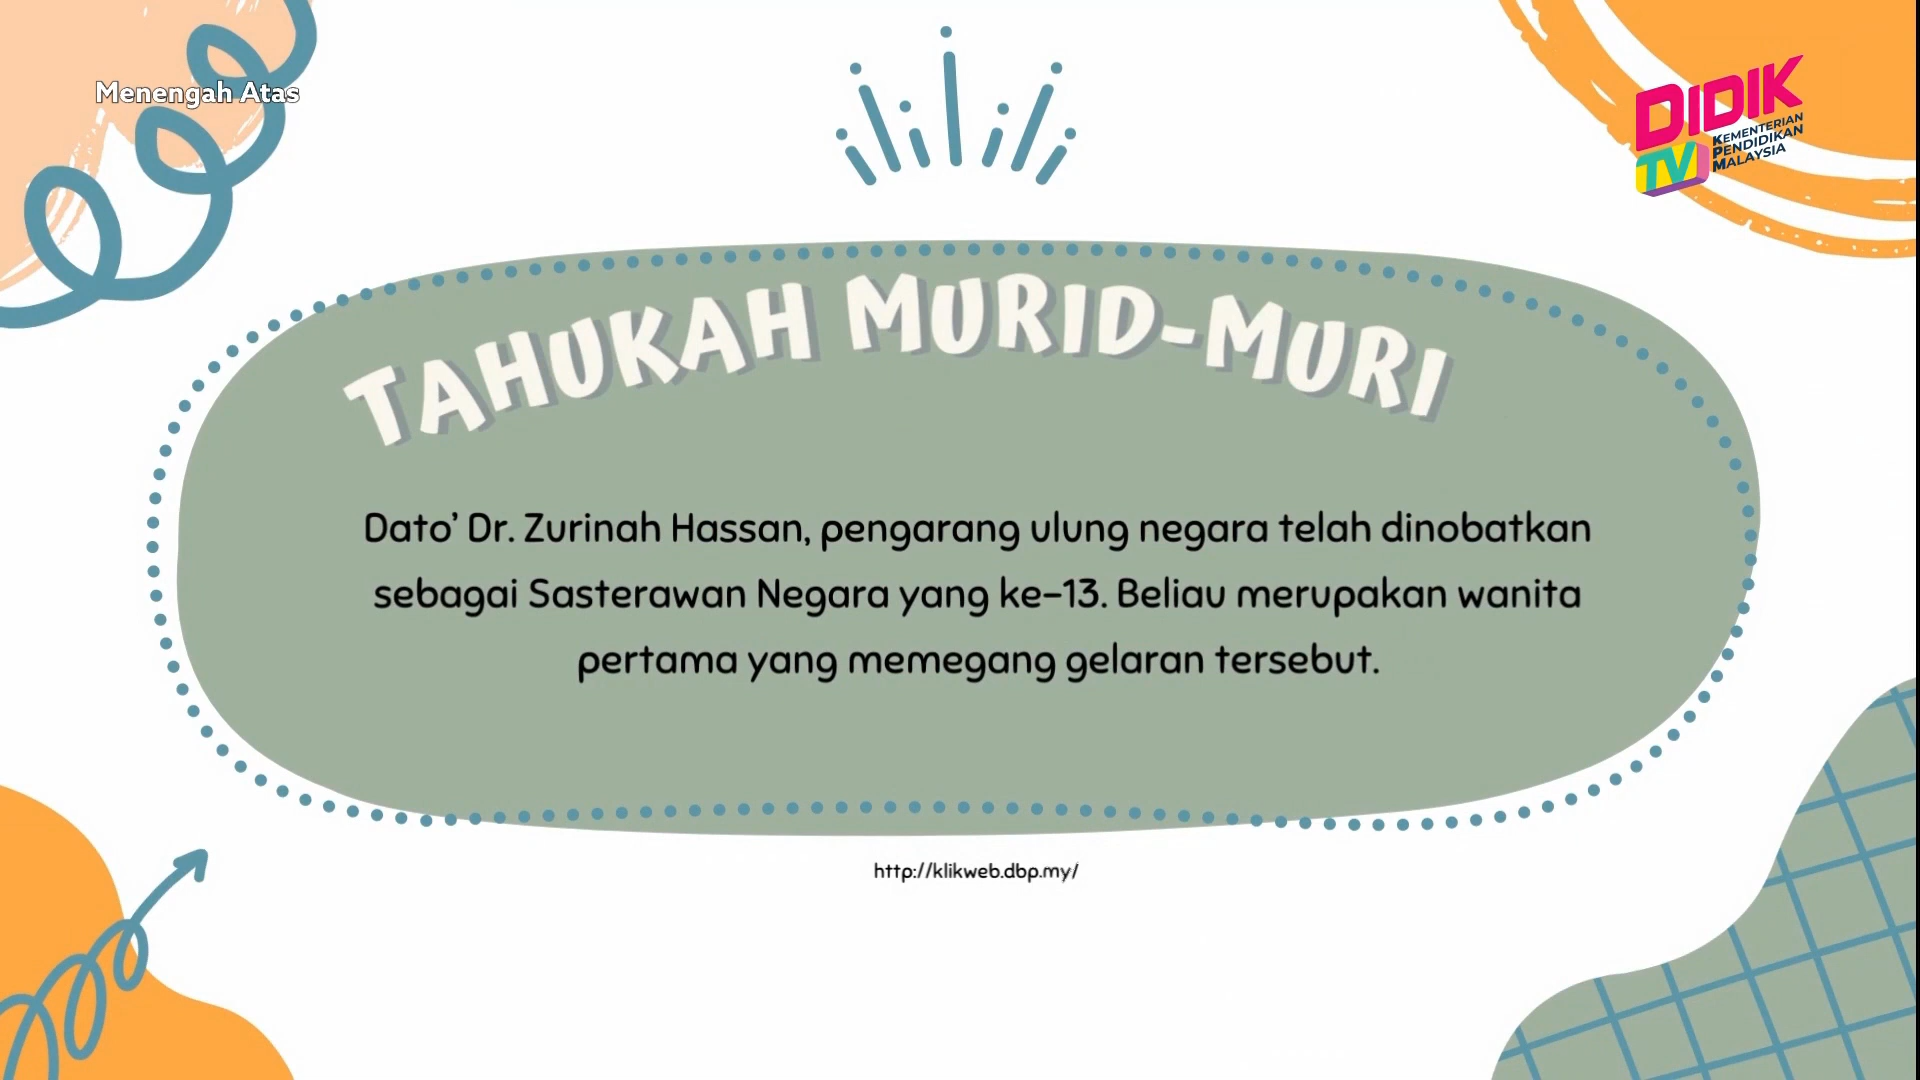 Menengah Atas
DIDIK
TV
KEMENTERIAN
PENDIDIKAN
MALAYSIA
TAHUKAH MURID-MURI
Dato' Dr. Zurinah Hassan, pengarang ulung negara telah dinobatkan
sebagai Sasterawan Negara yang ke-13. Beliau merupakan wanita
pertama yang memegang gelaran tersebut.
http://klikweb.dbp.my/